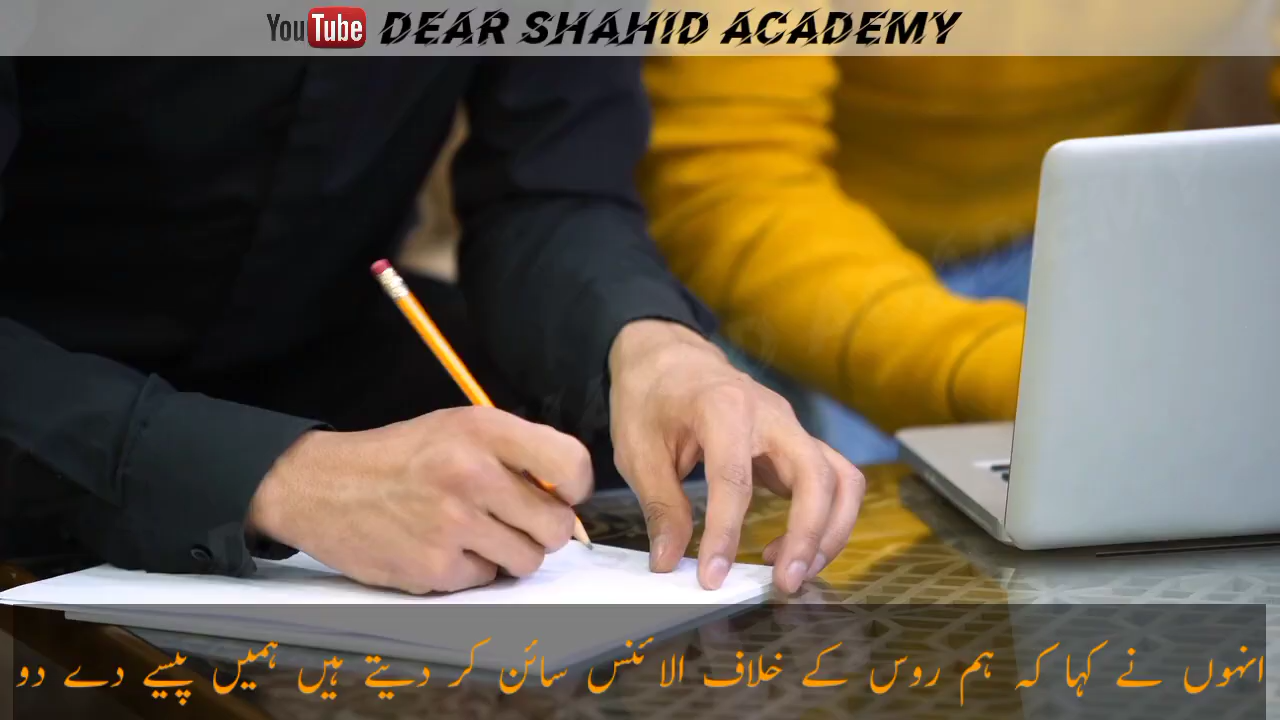 YouTube DEAR SHAHID ACADEMY
انہوں نے کہا کہ ہم روس کے خلاف الائنس سائن کر دیتے ہیں ہمیں پیسے دے دو